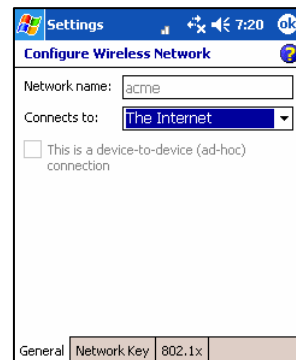 Settings 7:20 ok
Configure Wireless Network ?
Network name: acme
Connects to: The Internet
This is a device-to-device (ad-hoc)
connection
General Network Key 802.1x